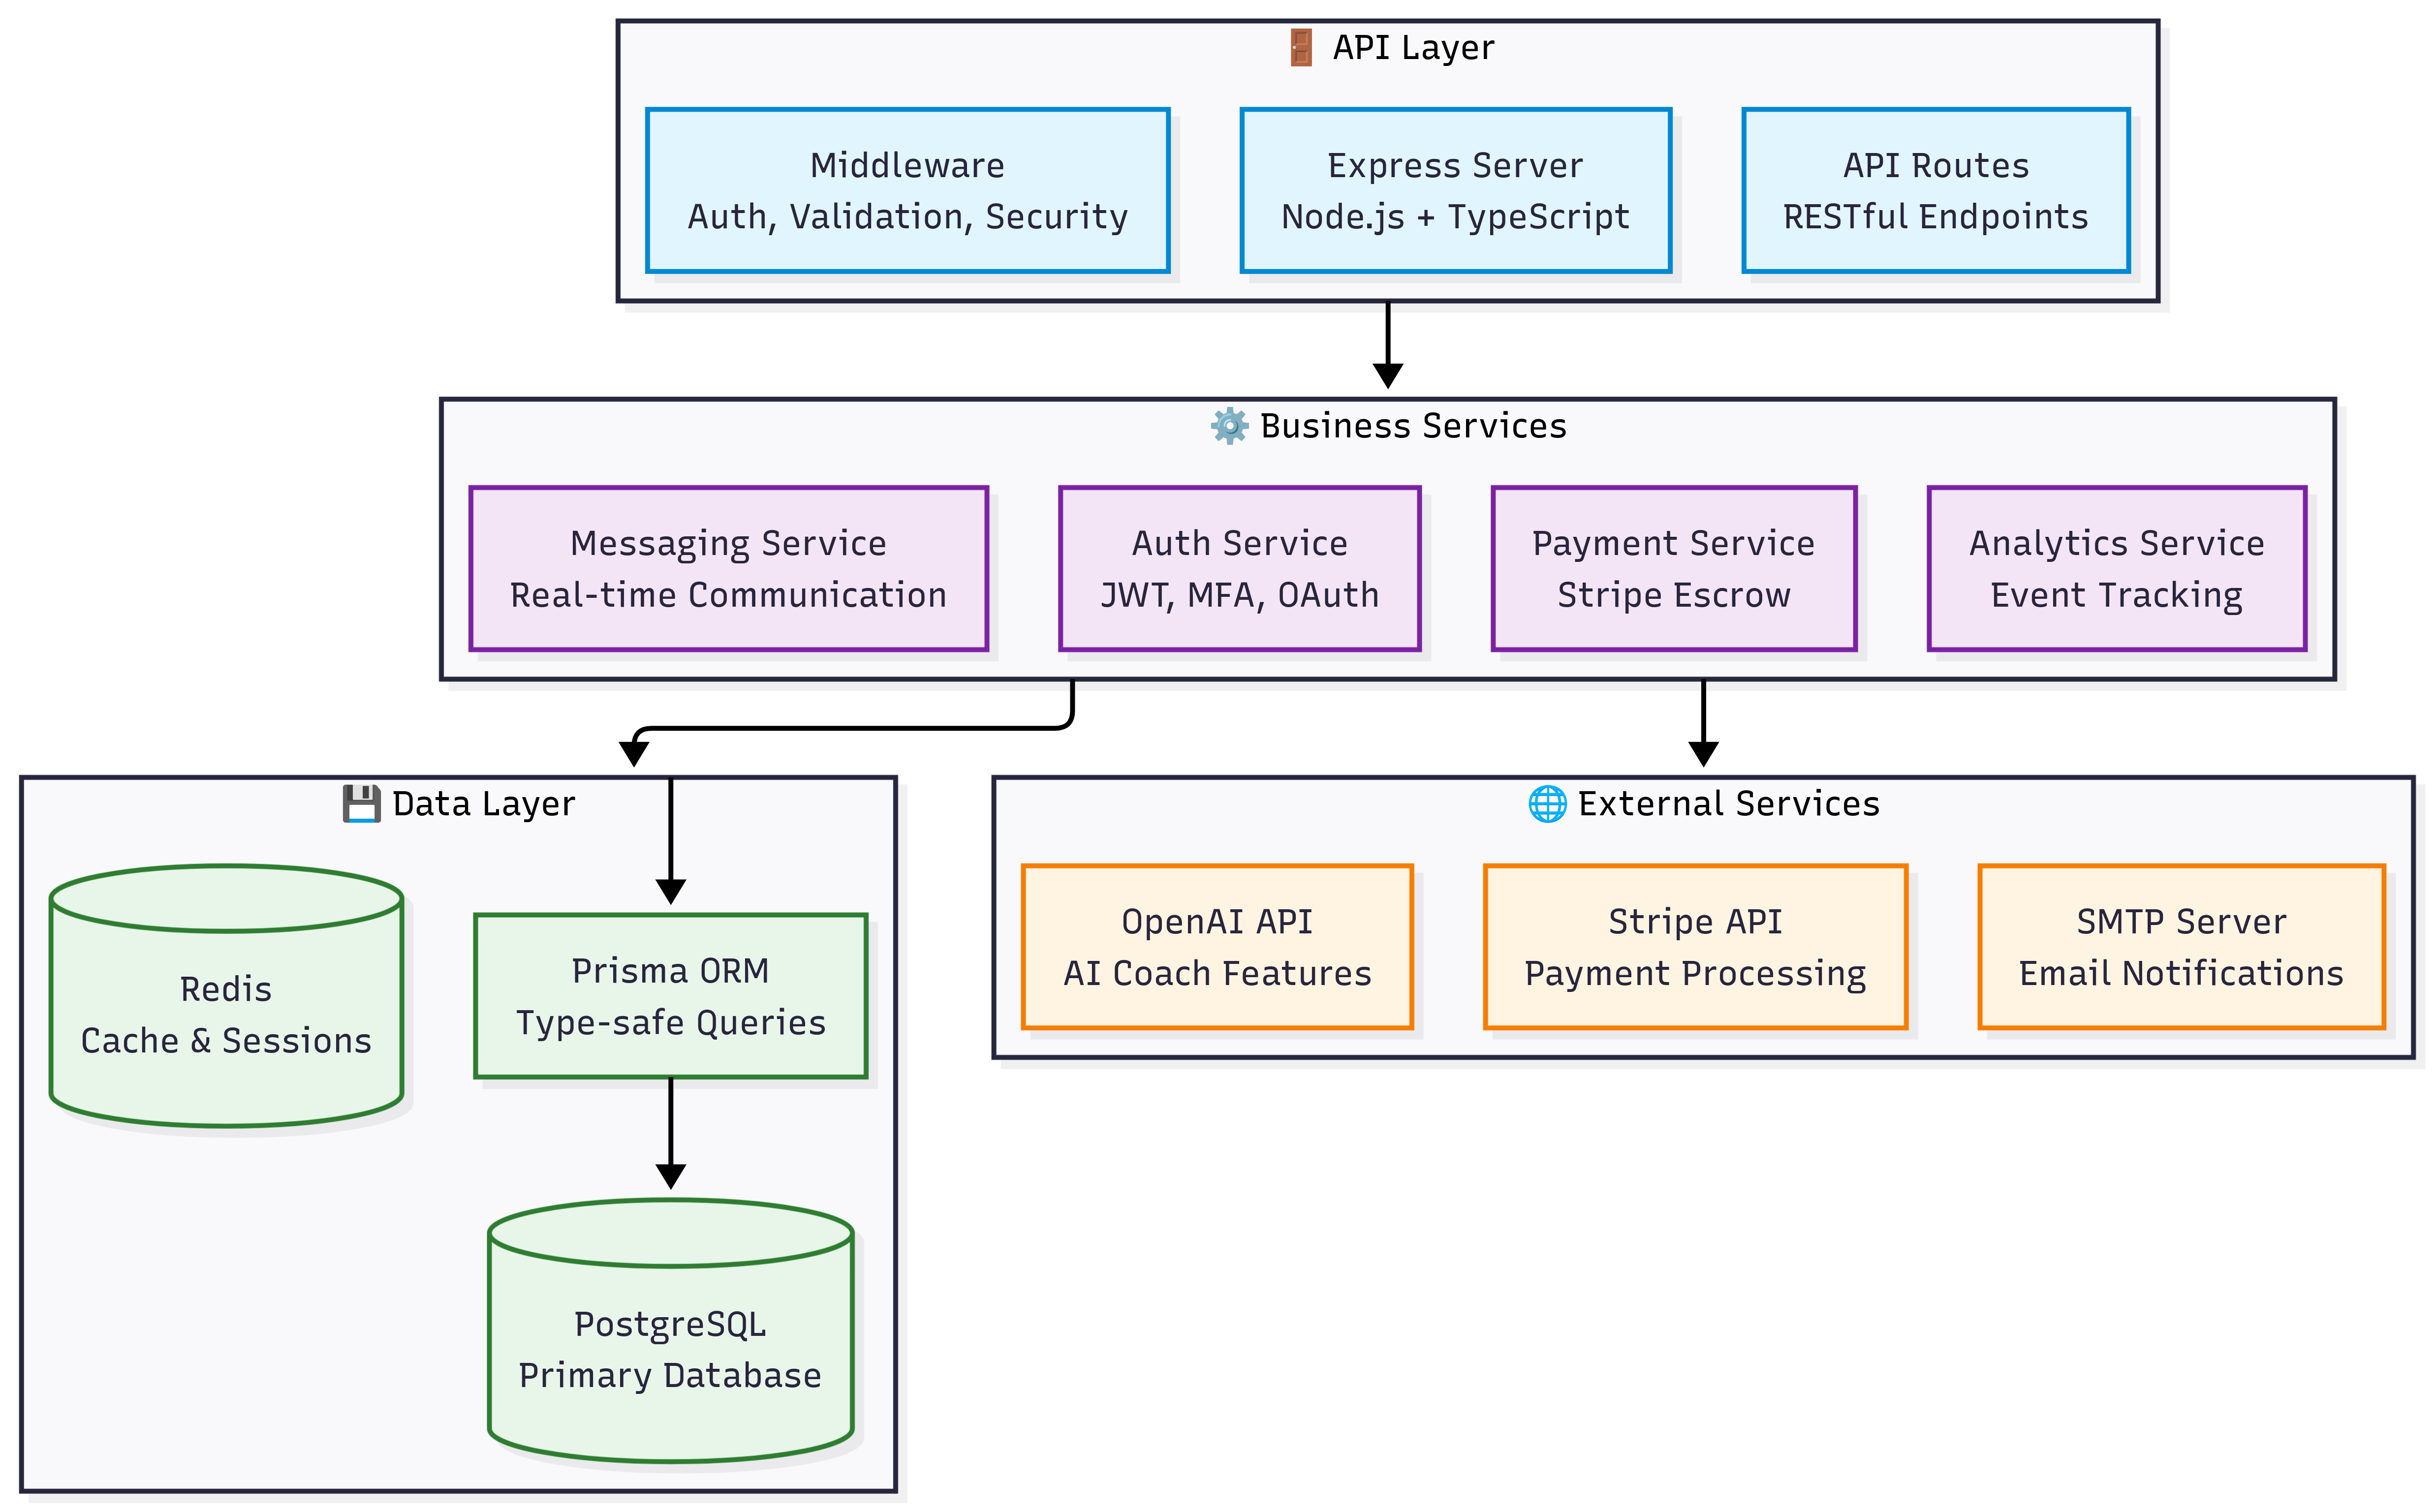 🚪 API Layer
Middleware
Auth, Validation, Security
Express Server
Node.js + TypeScript
API Routes
RESTful Endpoints
⚙️ Business Services
Messaging Service
Real-time Communication
Auth Service
JWT, MFA, OAuth
Payment Service
Stripe Escrow
Analytics Service
Event Tracking
💾 Data Layer
Redis
Cache & Sessions
Prisma ORM
Type-safe Queries
PostgreSQL
Primary Database
🌐 External Services
OpenAI API
AI Coach Features
Stripe API
Payment Processing
SMTP Server
Email Notifications